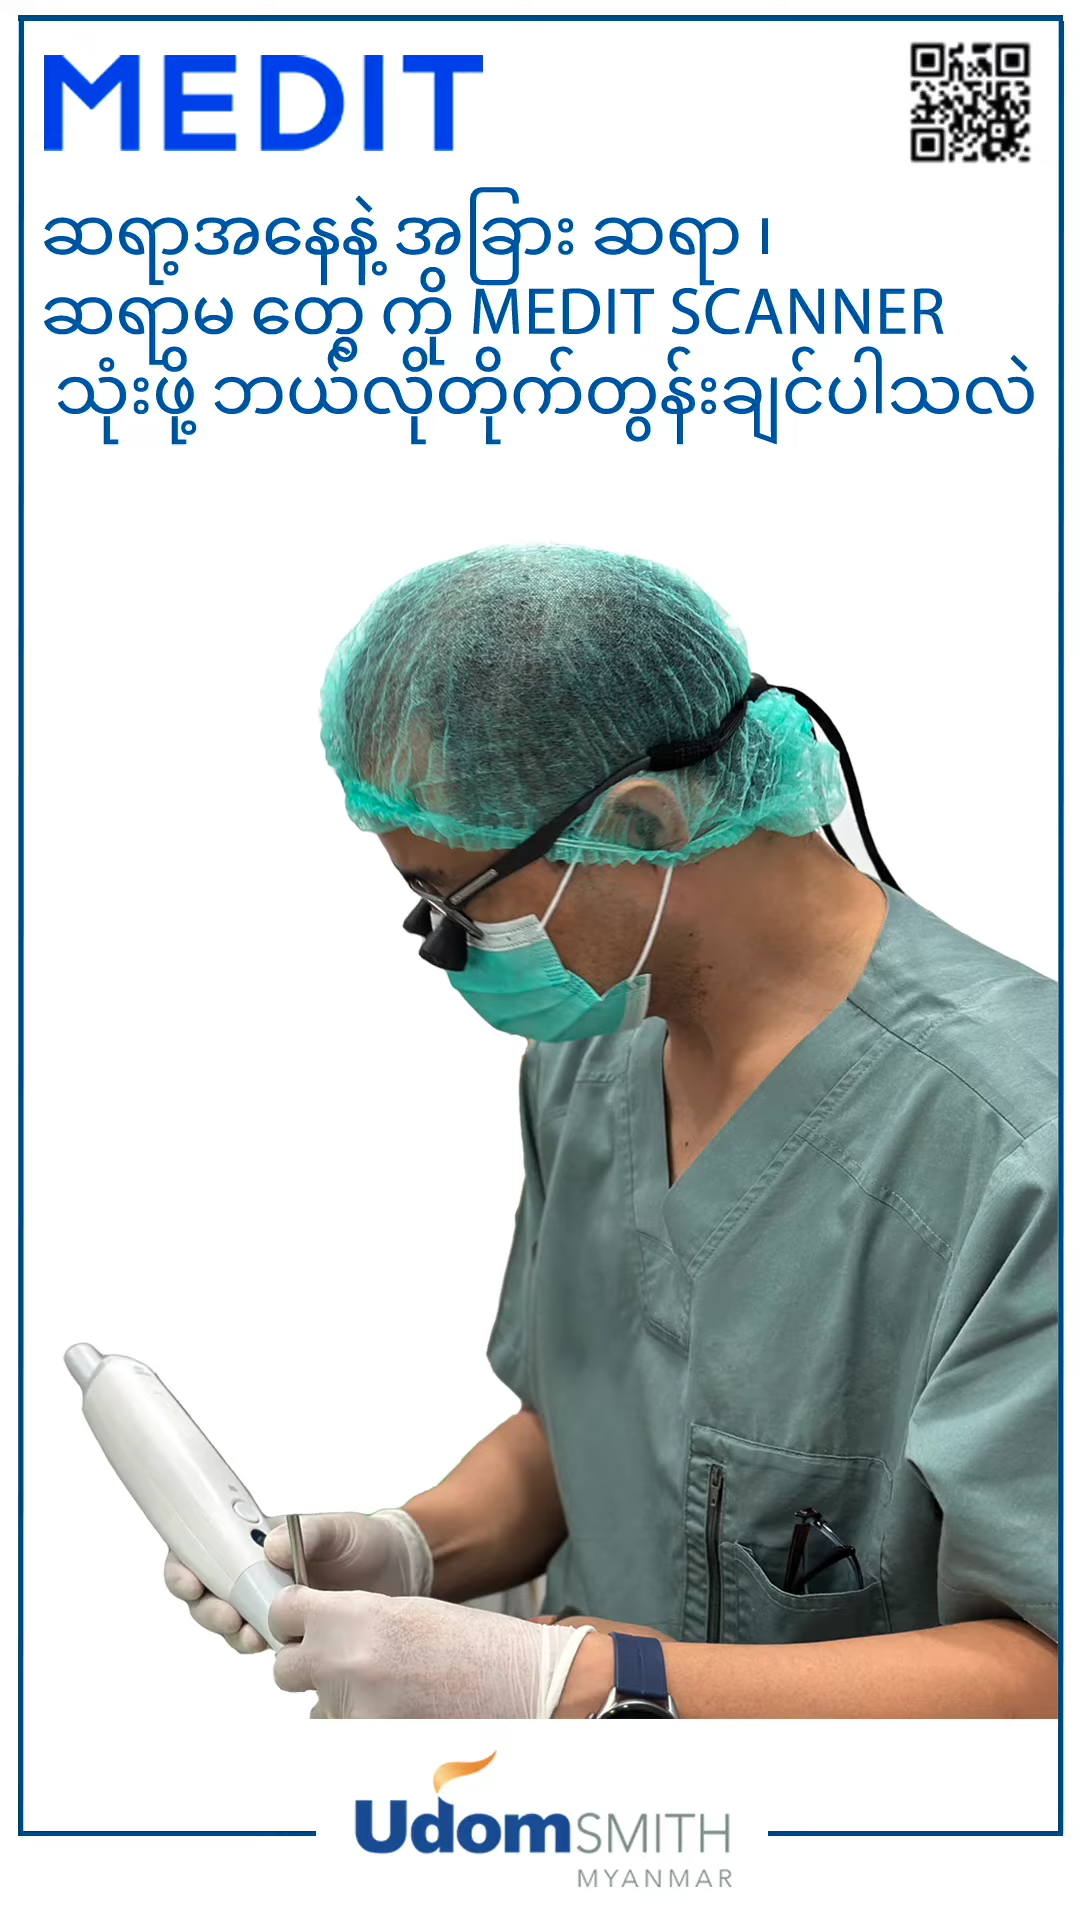 MEDIT
ဆရာ့အနေနဲ့ အခြား ဆရာ ၊
ဆရာမ တွေ ကို MEDIT SCANNER
သုံးဖို့ ဘယ်လိုတိုက်တွန်းချင်ပါသလဲ
UdomSMITH
MYANMAR